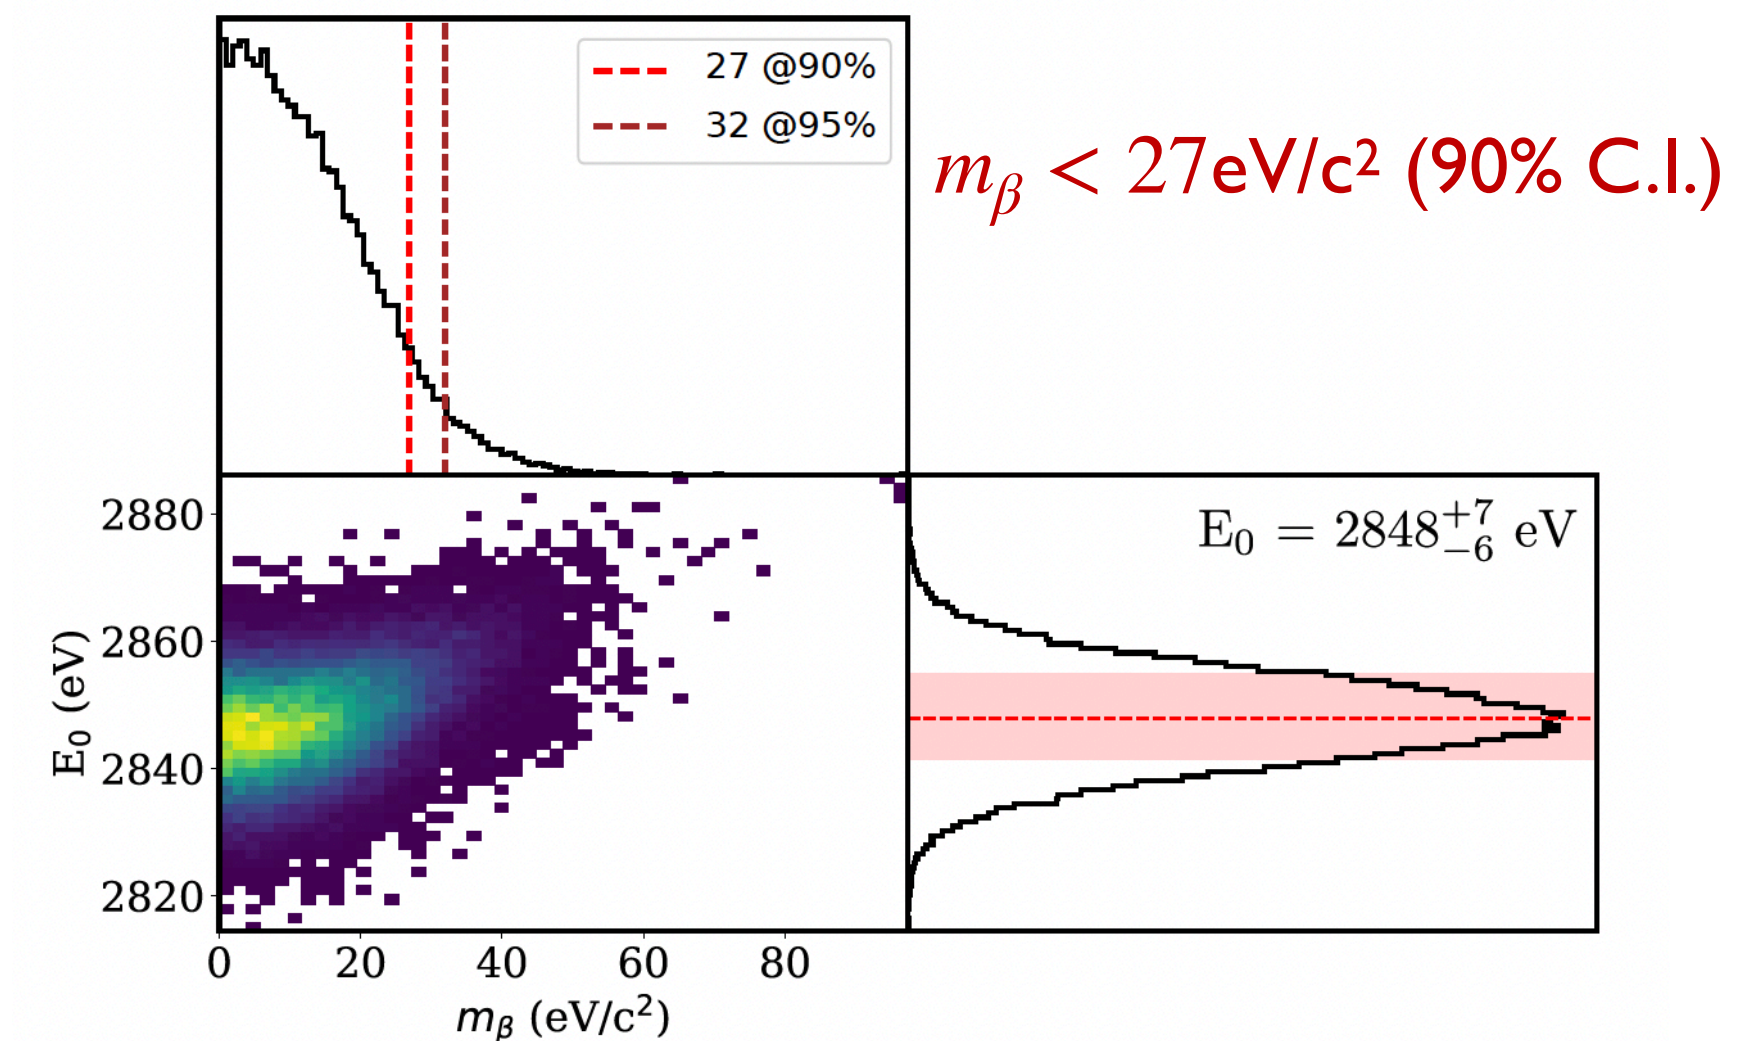 27 @90%
32 @95%
mβ < 27eV/c² (90% C.I.)
E₀ = 2848⁺⁷₋₆ eV
2880
2860
2840
2820
E₀ (eV)
0 20 40 60 80
mβ (eV/c²)